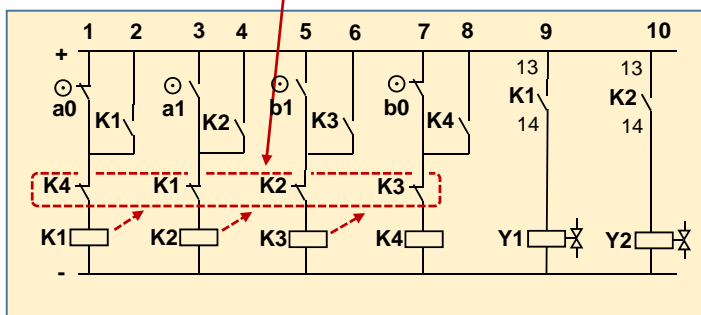 1 2 3 4 5 6 7 8 9 10
+
13 13
a0 a1 b1 b0 K1 K2
K1 K2 K3 K4
14 14
K4 K1 K2 K3
K1 K2 K3 K4 Y1 Y2
-